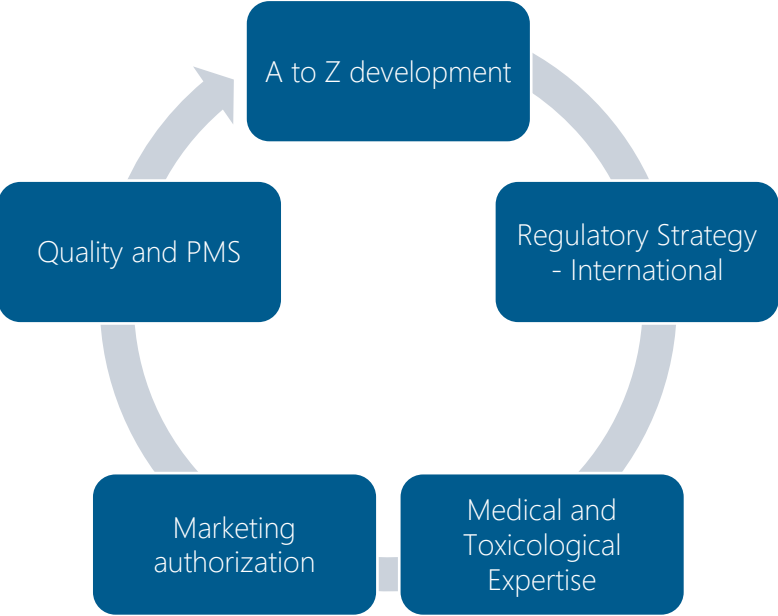 A to Z development
Regulatory Strategy
- International
Medical and
Toxicological
Expertise
Marketing
authorization
Quality and PMS